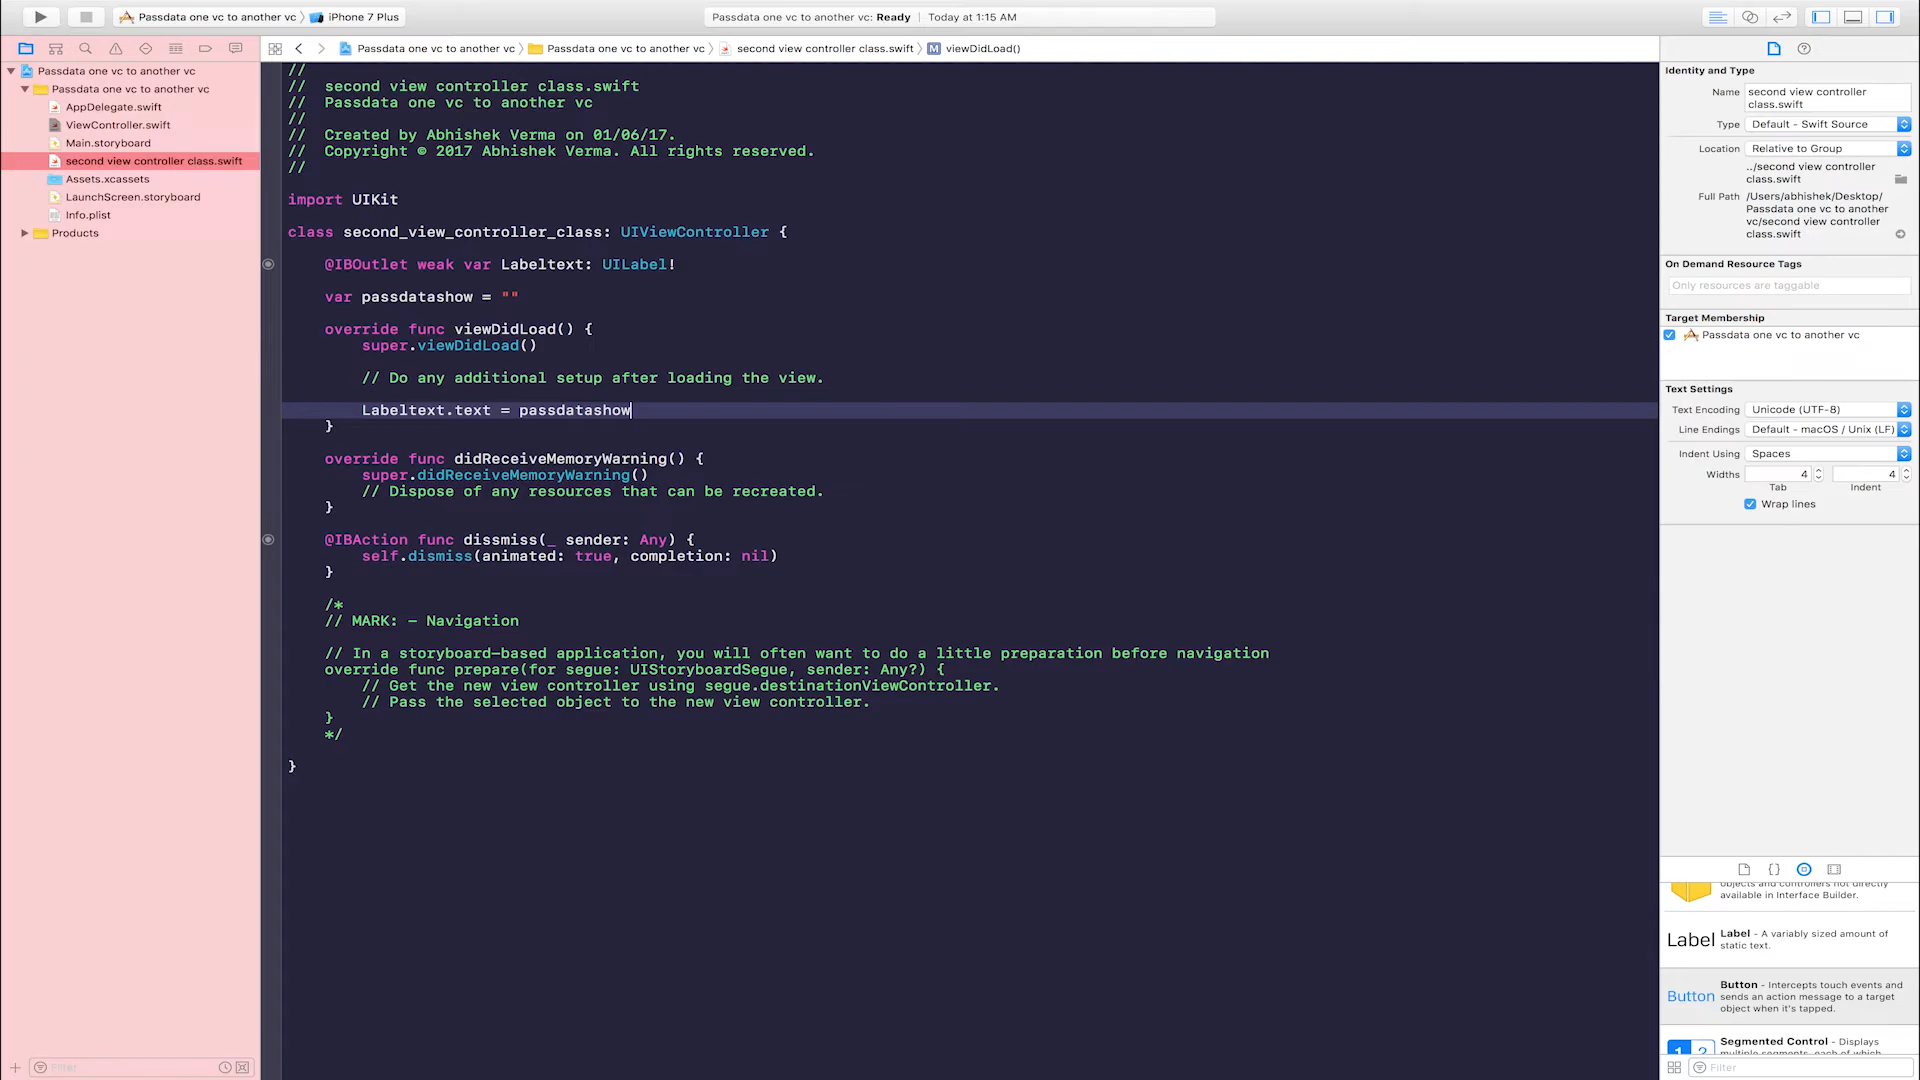 Passdata one vc to another vc
iPhone 7 Plus
Passdata one vc to another vc: Ready
Today at 1:15 AM
Passdata one vc to another vc
Passdata one vc to another vc
second view controller class.swift
M viewDidLoad()
Passdata one vc to another vc
Passdata one vc to another vc
AppDelegate.swift
ViewController.swift
Main.storyboard
second view controller class.swift
Assets.xcassets
LaunchScreen.storyboard
Info.plist
Products
Filter
//
//  second view controller class.swift
//  Passdata one vc to another vc
//
//  Created by Abhishek Verma on 01/06/17.
//  Copyright © 2017 Abhishek Verma. All rights reserved.
//
import UIKit
class second_view_controller_class: UIViewController {
@IBOutlet weak var Labeltext: UILabel!
var passdatashow = ""
override func viewDidLoad() {
super.viewDidLoad()
// Do any additional setup after loading the view.
Labeltext.text = passdatashow
}
override func didReceiveMemoryWarning() {
super.didReceiveMemoryWarning()
// Dispose of any resources that can be recreated.
}
@IBAction func dissmiss(_ sender: Any) {
self.dismiss(animated: true, completion: nil)
}
/*
// MARK: - Navigation
// In a storyboard-based application, you will often want to do a little preparation before navigation
override func prepare(for segue: UIStoryboardSegue, sender: Any?) {
// Get the new view controller using segue.destinationViewController.
// Pass the selected object to the new view controller.
}
*/
}
Identity and Type
Name second view controller
class.swift
Type Default - Swift Source
Location Relative to Group
../second view controller
class.swift
Full Path /Users/abhishek/Desktop/
Passdata one vc to another
vc/second view controller
class.swift
On Demand Resource Tags
Only resources are taggable
Target Membership
Passdata one vc to another vc
Text Settings
Text Encoding Unicode (UTF-8)
Line Endings Default - macOS / Unix (LF)
Indent Using Spaces
Widths 4 4
Tab Indent
Wrap lines
{}
objects and controllers not directly
available in Interface Builder.
Label
Label - A variably sized amount of
static text.
Button
Button - Intercepts touch events and
sends an action message to a target
object when it's tapped.
1 2
Segmented Control - Displays
multiple segments, each of which
Filter